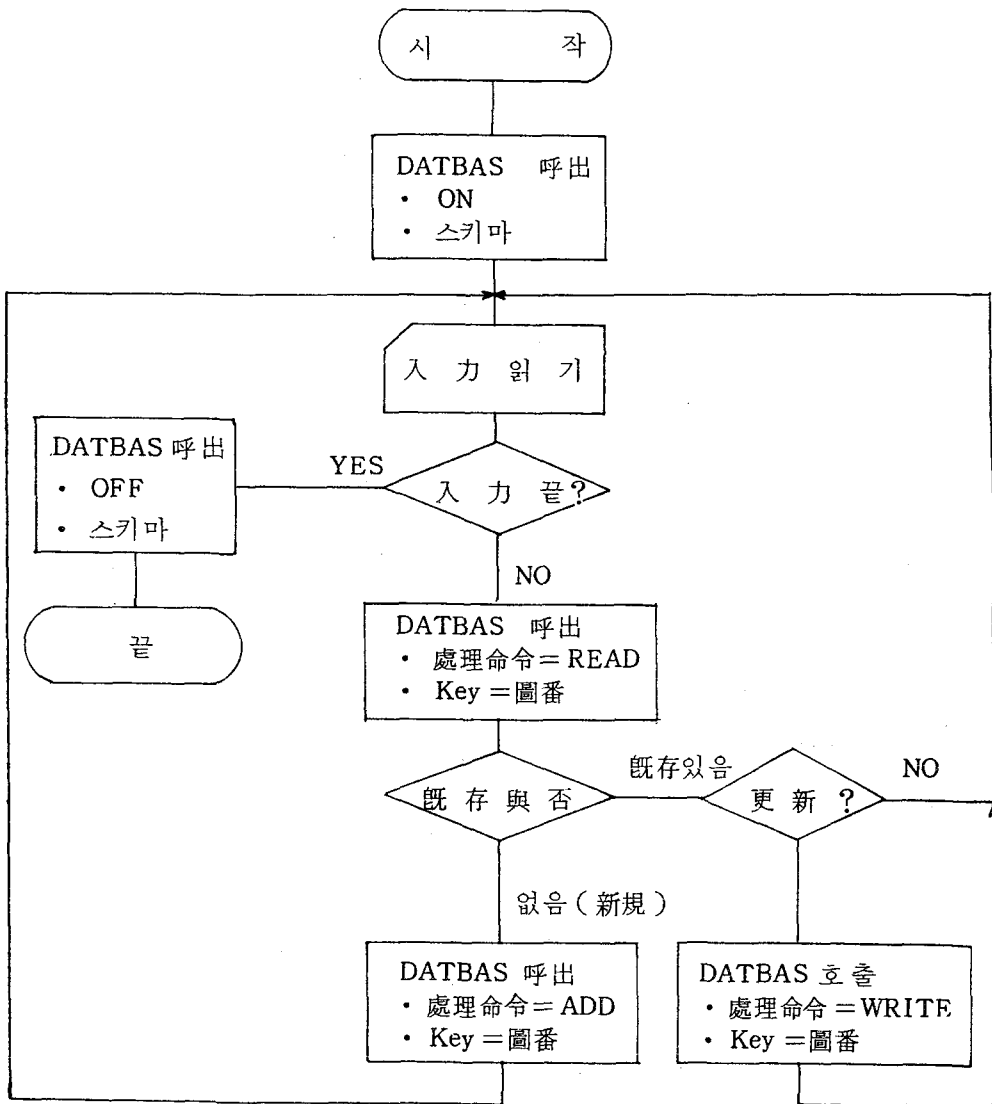 시 작
DATBAS 呼出
· ON
· 스키마
入 力 읽 기
DATBAS 呼出
· OFF
· 스키마
YES
入 力 끝?
NO
끝
DATBAS 呼出
· 處理命令＝READ
· Key＝圖番
旣 存 與 否
旣存있음
更 新 ?
NO
없음 ( 新規 )
DATBAS 呼出
· 處理命令＝ADD
· Key＝圖番
DATBAS 호출
· 處理命令＝WRITE
· Key＝圖番